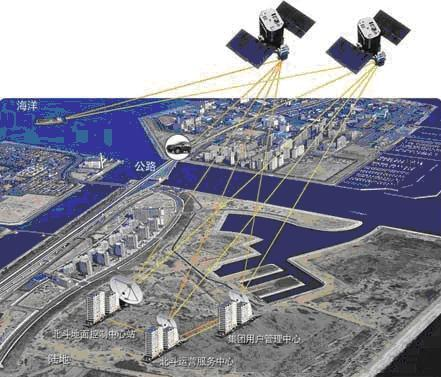 海洋
公路
北斗地面控制中心站
集团用户管理中心
陆地
北斗运营服务中心